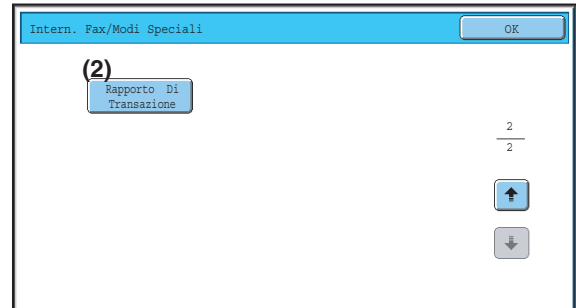 Intern. Fax/Modi Speciali
OK
(2)
Rapporto Di
Transazione
2
2